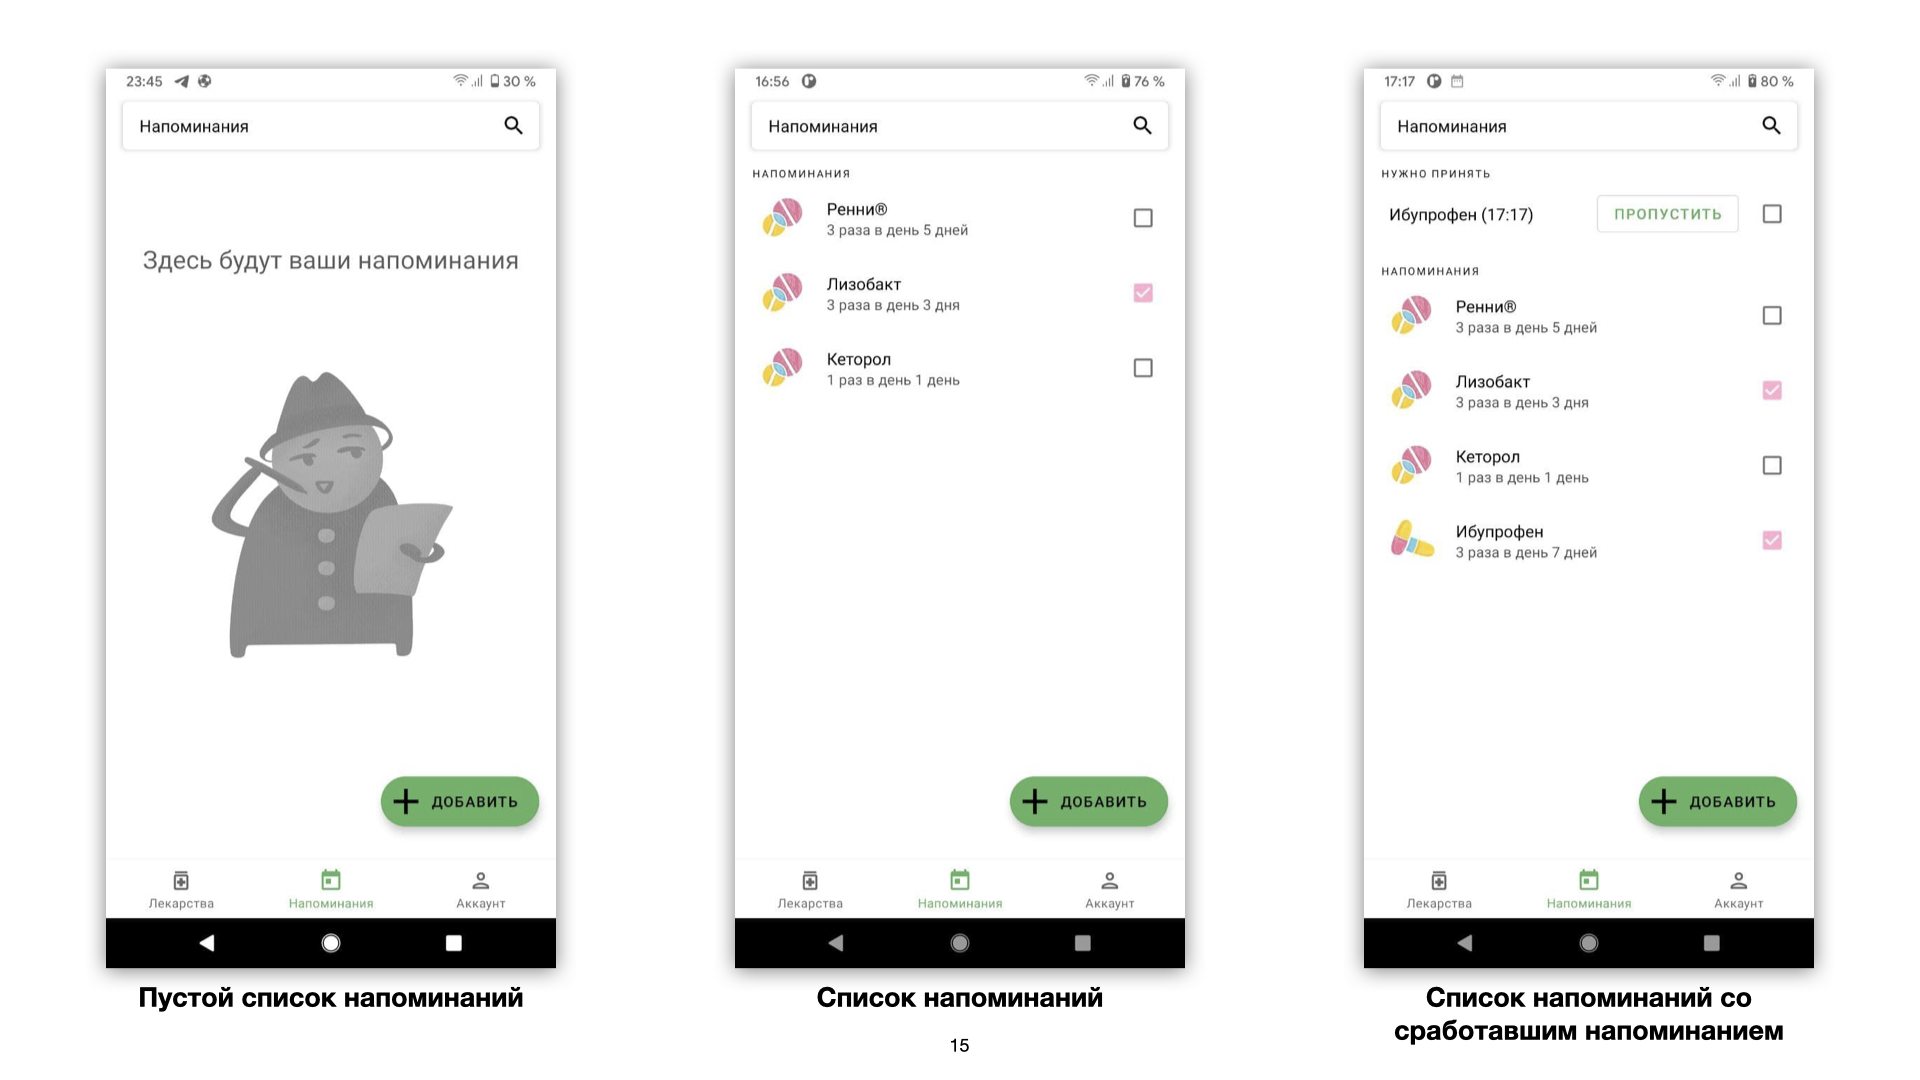 23:45
30 %
Напоминания
Здесь будут ваши напоминания
ДОБАВИТЬ
Лекарства
Напоминания
Аккаунт
Пустой список напоминаний
16:56
76 %
Напоминания
НАПОМИНАНИЯ
Ренни®
3 раза в день 5 дней
Лизобакт
3 раза в день 3 дня
Кеторол
1 раз в день 1 день
ДОБАВИТЬ
Лекарства
Напоминания
Аккаунт
Список напоминаний
17:17
80 %
Напоминания
НУЖНО ПРИНЯТЬ
Ибупрофен (17:17)
ПРОПУСТИТЬ
НАПОМИНАНИЯ
Ренни®
3 раза в день 5 дней
Лизобакт
3 раза в день 3 дня
Кеторол
1 раз в день 1 день
Ибупрофен
3 раза в день 7 дней
ДОБАВИТЬ
Лекарства
Напоминания
Аккаунт
Список напоминаний со
сработавшим напоминанием
15